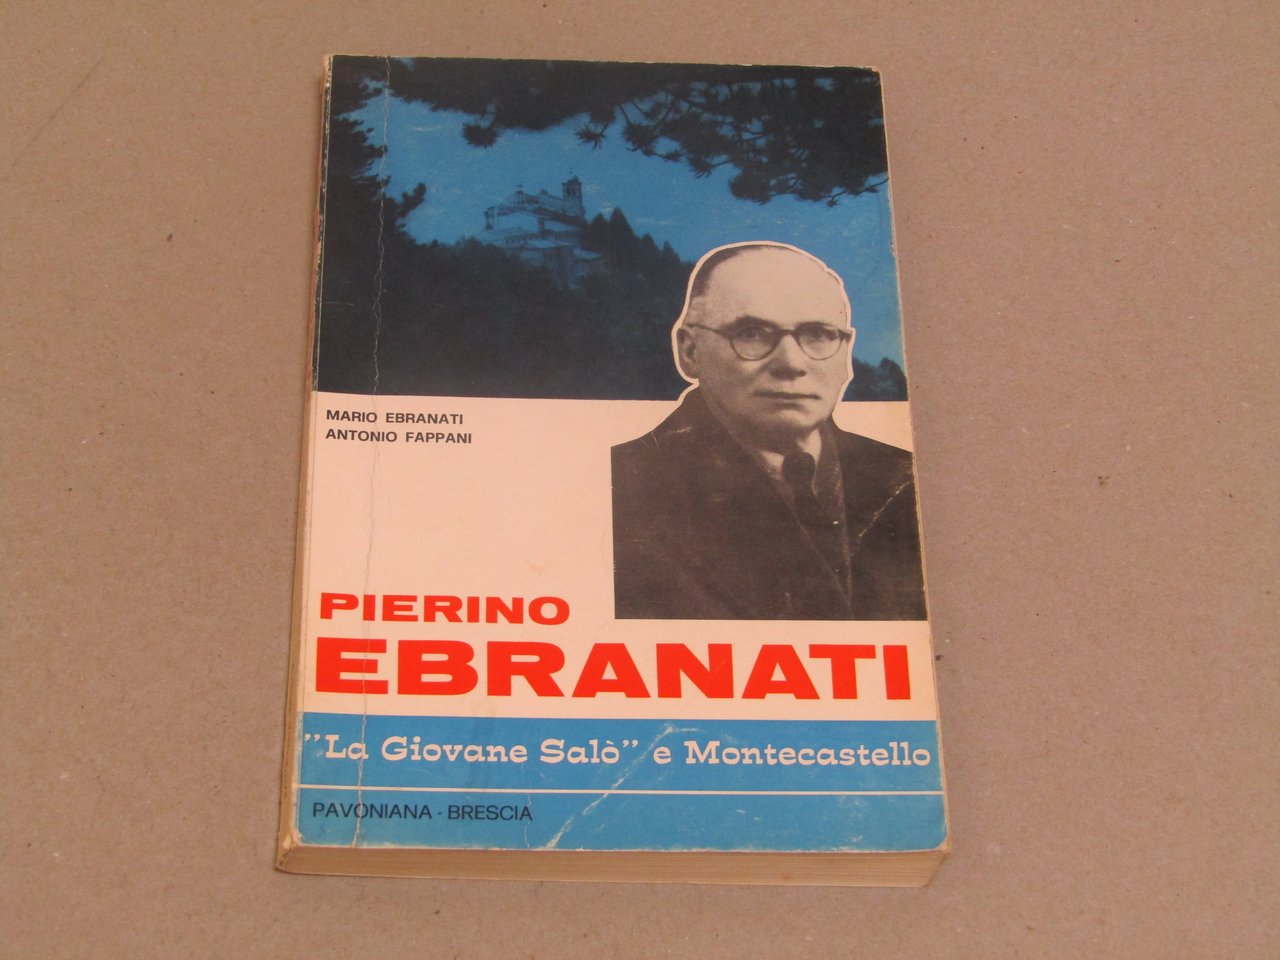 MARIO EBRANATI
ANTONIO FAPPANI
PIERINO
EBRANATI
"La Giovane Salò" e Montecastello
PAVONIANA - BRESCIA